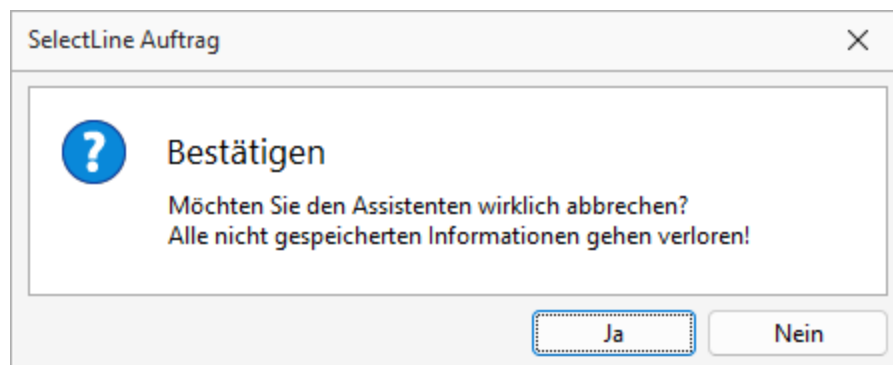 SelectLine Auftrag
Bestätigen
Möchten Sie den Assistenten wirklich abbrechen?
Alle nicht gespeicherten Informationen gehen verloren!
Ja
Nein